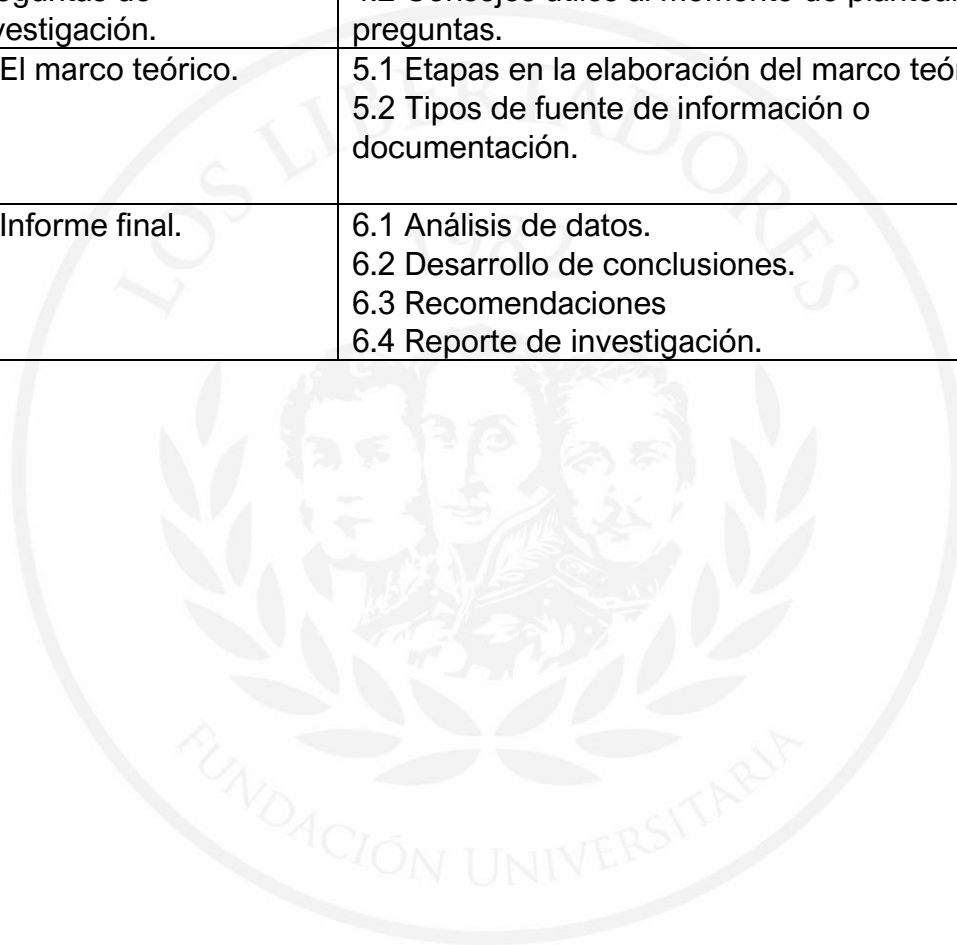 vestigación.
preguntas.
El marco teórico.
5.1 Etapas en la elaboración del marco
5.2 Tipos de fuente de información o
documentación.
Informe final.
6.1 Análisis de datos.
6.2 Desarrollo de conclusiones.
6.3 Recomendaciones
6.4 Reporte de investigación.
LOS LIBERTADORES
FUNDACIÓN UNIVERSITARIA